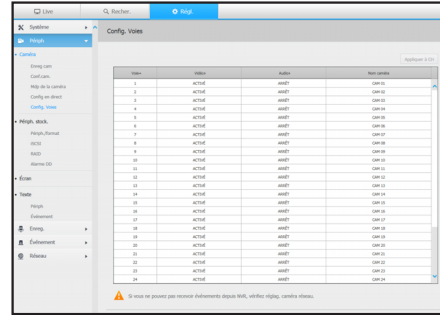 Live
Recher.
Régl.
Système
Périph
Caméra
Enreg cam
Conf.cam.
Màp de la caméra
Config en direct
Config. Voies
Périph. stock.
Périph./format
iSCSI
RAID
Alarme DD
Écran
Texte
Périph
Événement
Enreg.
Événement
Réseau
Config. Voies
Appliquer à Ch
Voie Vidéo Audio Nom caméra
1 ACTIVÉ ARRÊT CAM 01
2 ACTIVÉ ARRÊT CAM 02
3 ACTIVÉ ARRÊT CAM 03
4 ACTIVÉ ARRÊT CAM 04
5 ACTIVÉ ARRÊT CAM 05
6 ACTIVÉ ARRÊT CAM 06
7 ACTIVÉ ARRÊT CAM 07
8 ACTIVÉ ARRÊT CAM 08
9 ACTIVÉ ARRÊT CAM 09
10 ACTIVÉ ARRÊT CAM 10
11 ACTIVÉ ARRÊT CAM 11
12 ACTIVÉ ARRÊT CAM 12
13 ACTIVÉ ARRÊT CAM 13
14 ACTIVÉ ARRÊT CAM 14
15 ACTIVÉ ARRÊT CAM 15
16 ACTIVÉ ARRÊT CAM 16
17 ACTIVÉ ARRÊT CAM 17
18 ACTIVÉ ARRÊT CAM 18
19 ACTIVÉ ARRÊT CAM 19
20 ACTIVÉ ARRÊT CAM 20
21 ACTIVÉ ARRÊT CAM 21
22 ACTIVÉ ARRÊT CAM 22
23 ACTIVÉ ARRÊT CAM 23
24 ACTIVÉ ARRÊT CAM 24
Si vous ne pouvez pas recevoir événements depuis NVR, vérifiez réglag. caméra réseau.